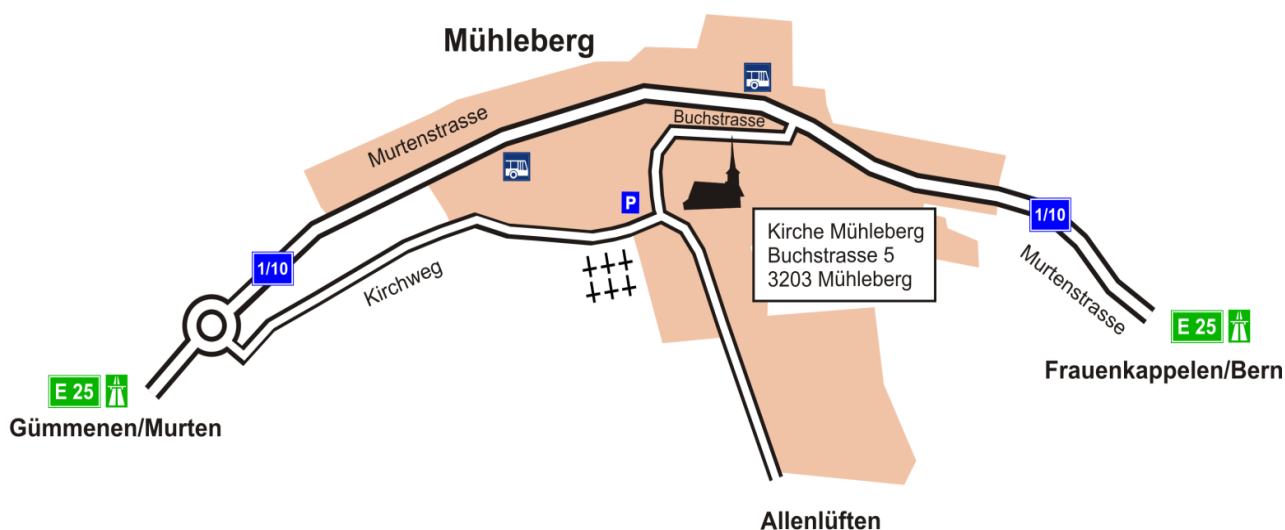 Mühleberg
Murtenstrasse
Buchstrasse
P
1/10
Kirche Mühleberg
Buchstrasse 5
3203 Mühleberg
1/10
Kirchweg
Murtenstrasse
E 25
E 25
Frauenkappelen/Bern
Gümmenen/Murten
Allenlüften